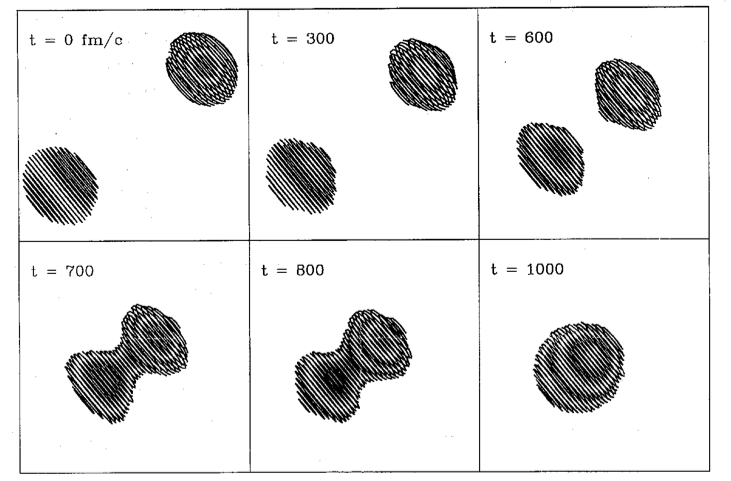 t = 0 fm/c
t = 300
t = 600
t = 700
t = 800
t = 1000